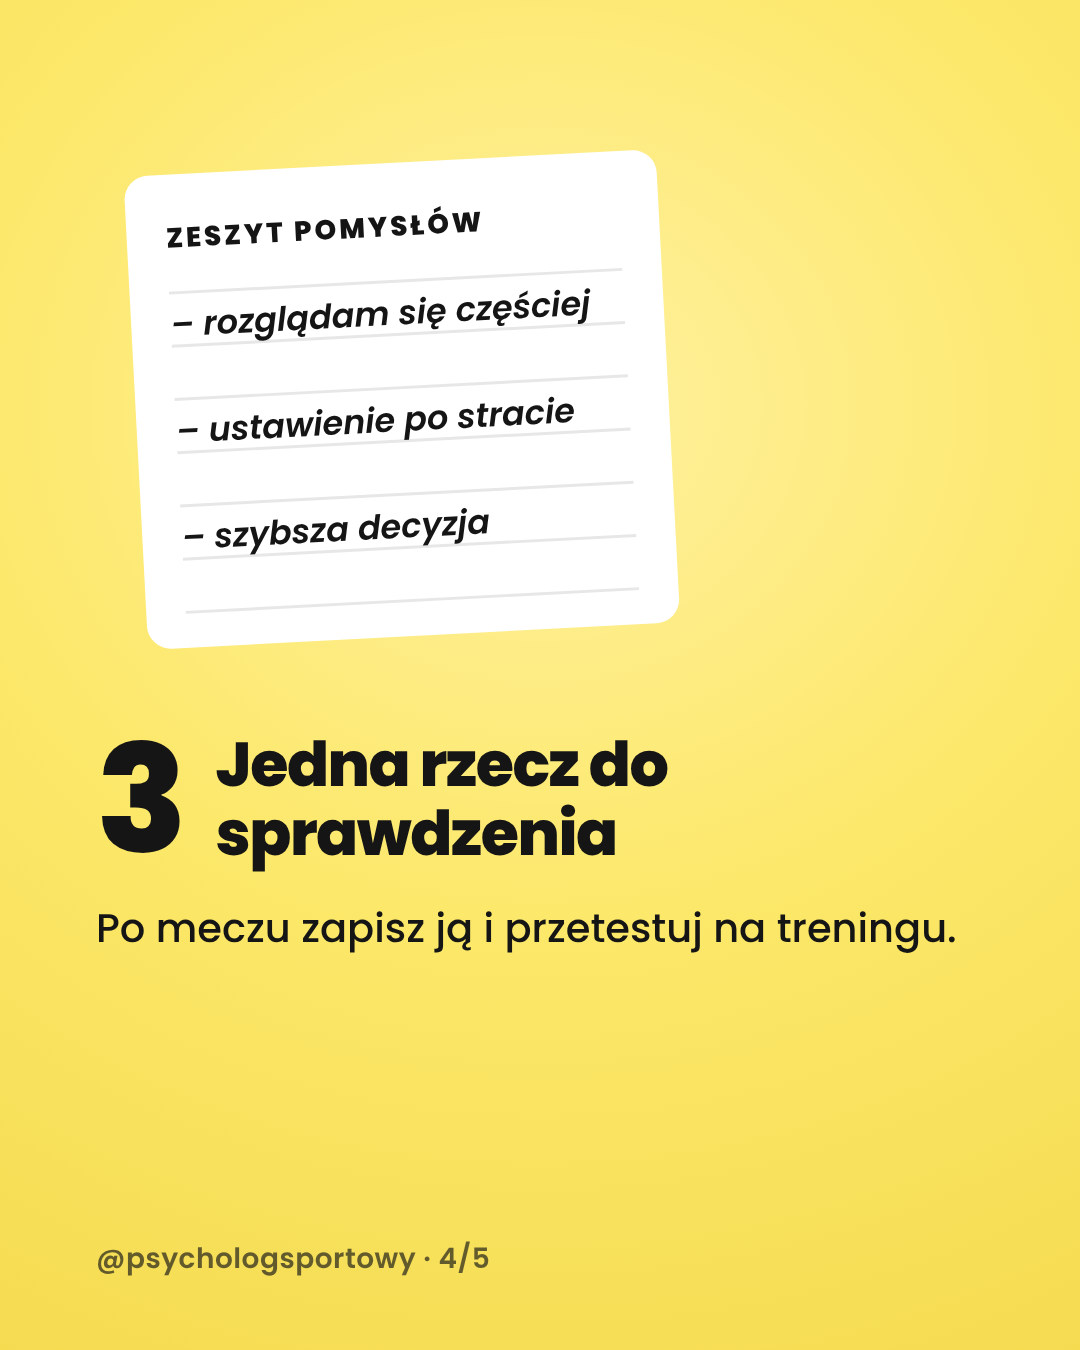 ZESZYT POMYSŁÓW
– rozglądam się częściej
– ustawienie po stracie
– szybsza decyzja
3 Jedna rzecz do
sprawdzenia
Po meczu zapisz ją i przetestuj na treningu.
@psychologsportowy · 4/5